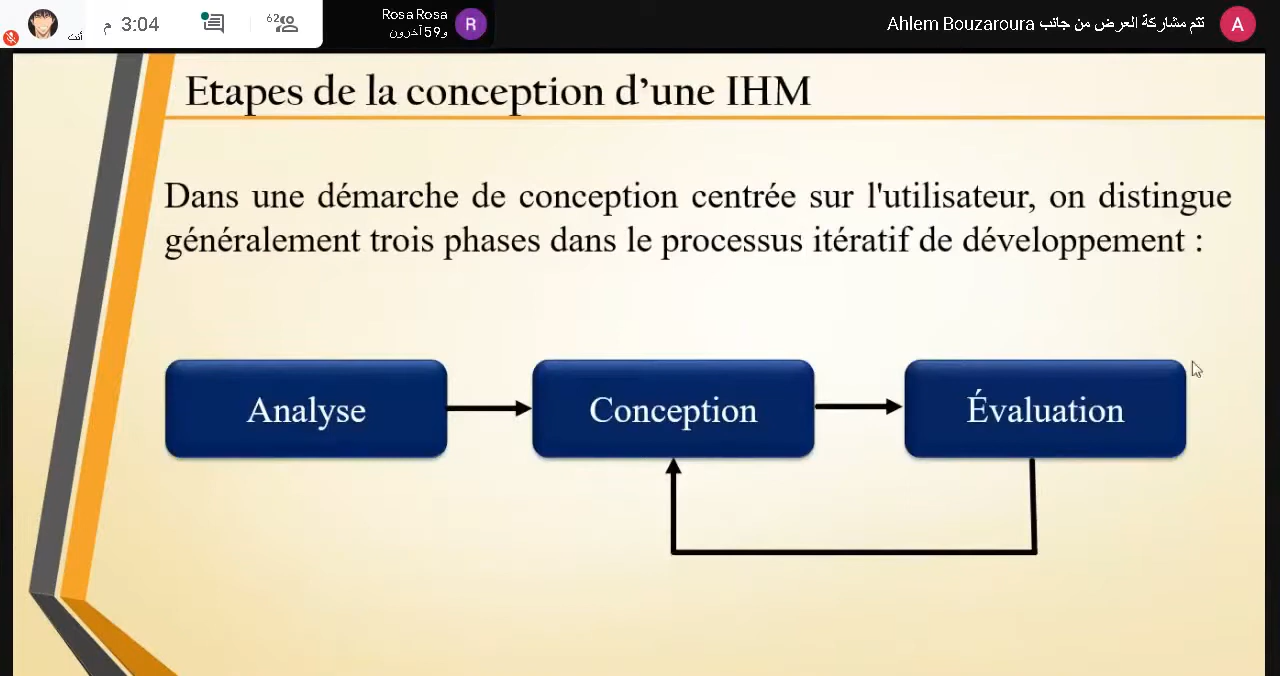 3:04 م
62
أنت
Rosa Rosa
و59 آخرون
R
تتم مشاركة العرض من جانب Ahlem Bouzaroura
A
Etapes de la conception d’une IHM
Dans une démarche de conception centrée sur l'utilisateur, on distingue
généralement trois phases dans le processus itératif de développement :
Analyse
Conception
Évaluation